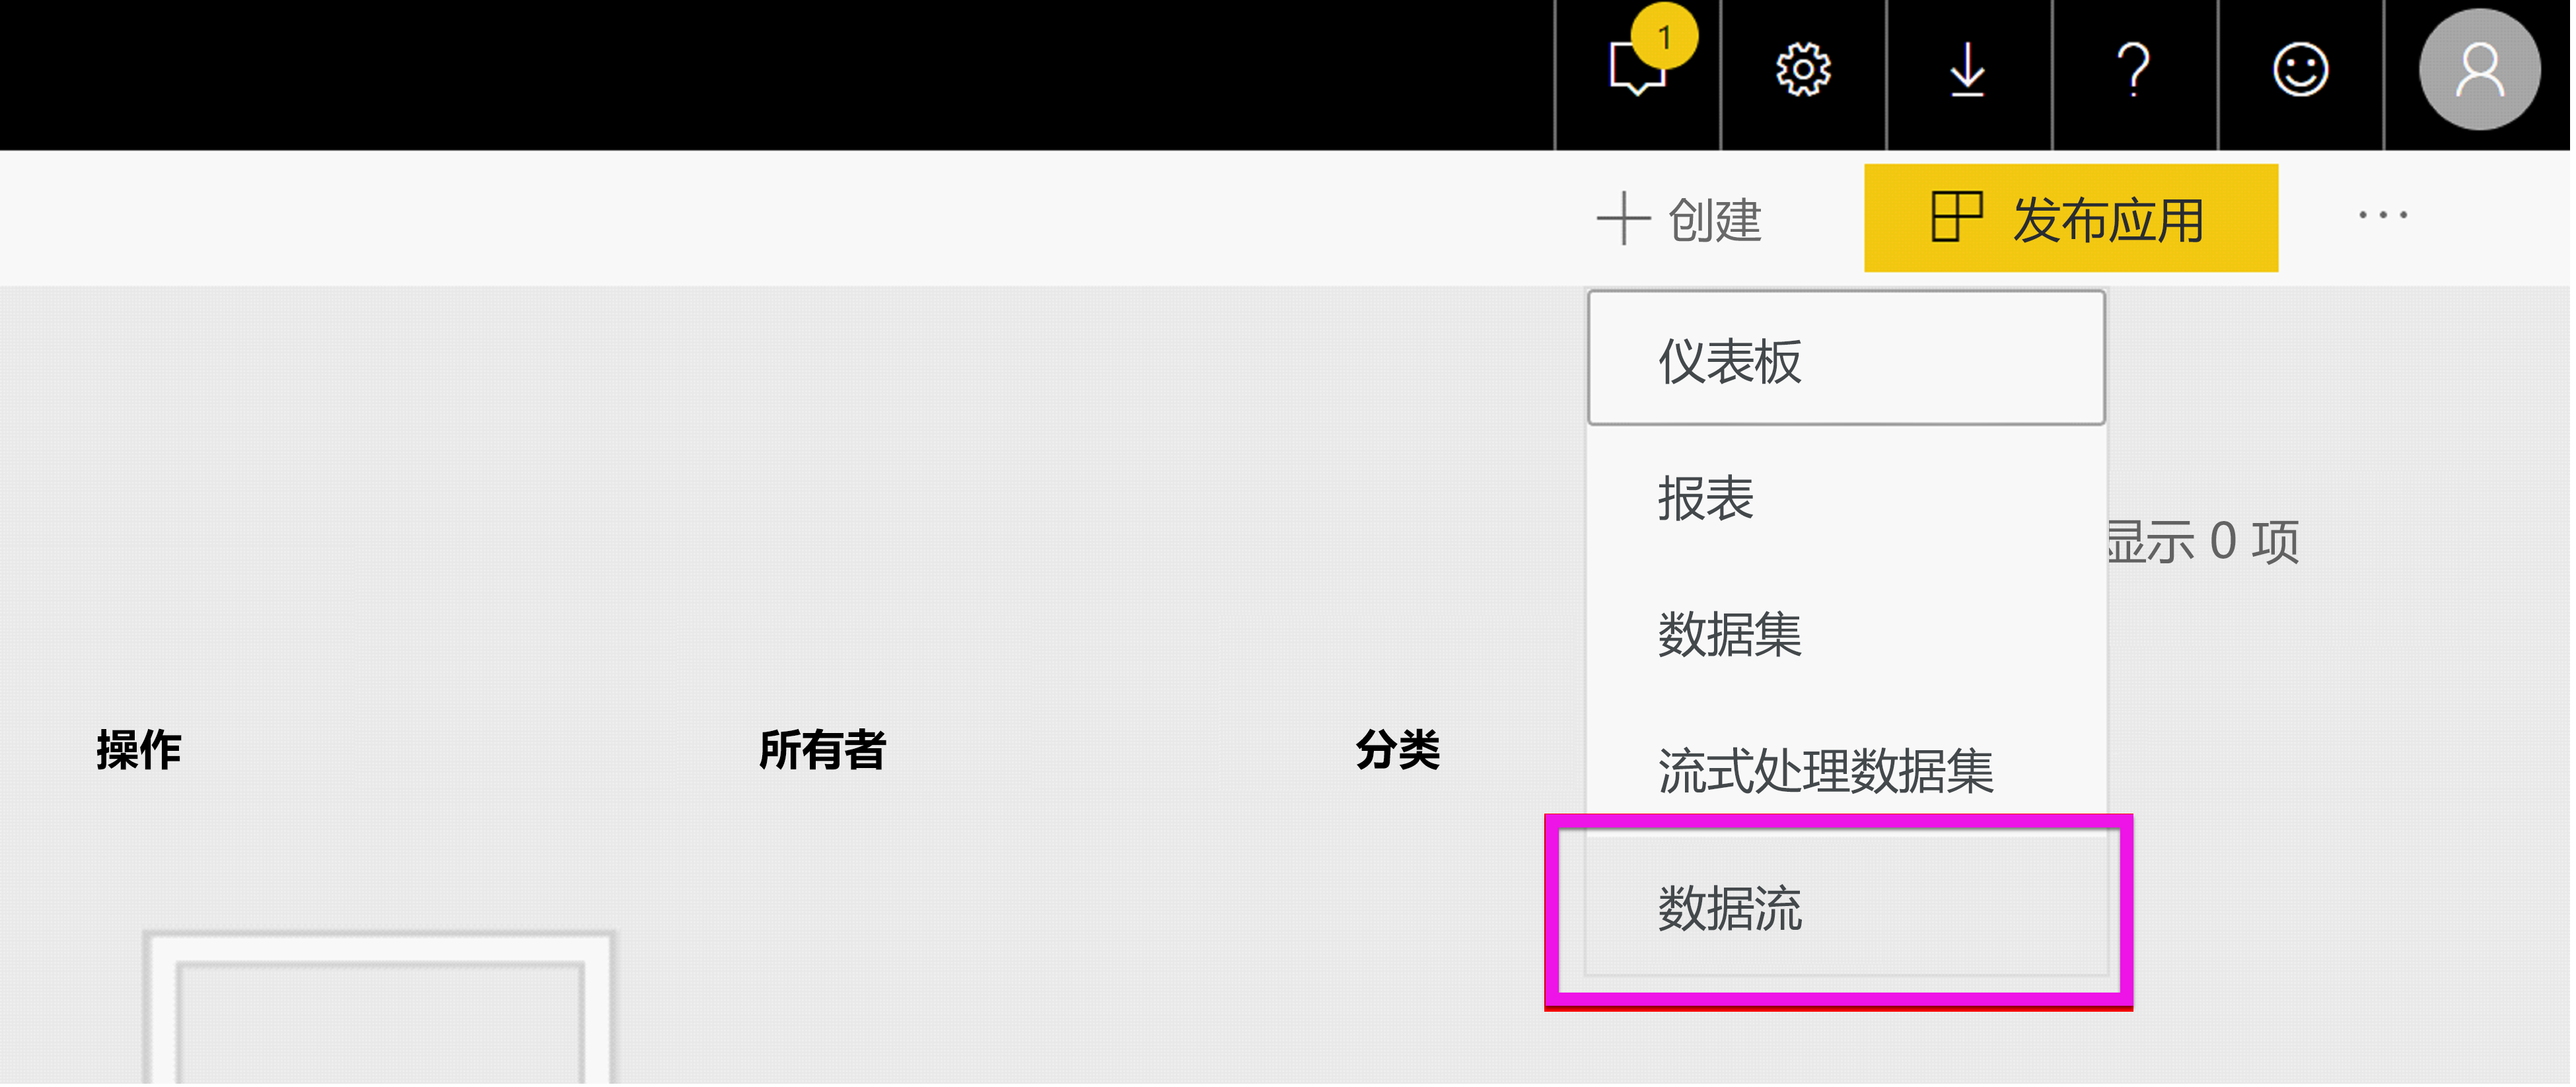 1
?
创建
发布应用
仪表板
报表
显示 0 项
数据集
操作
所有者
分类
流式处理数据集
数据流